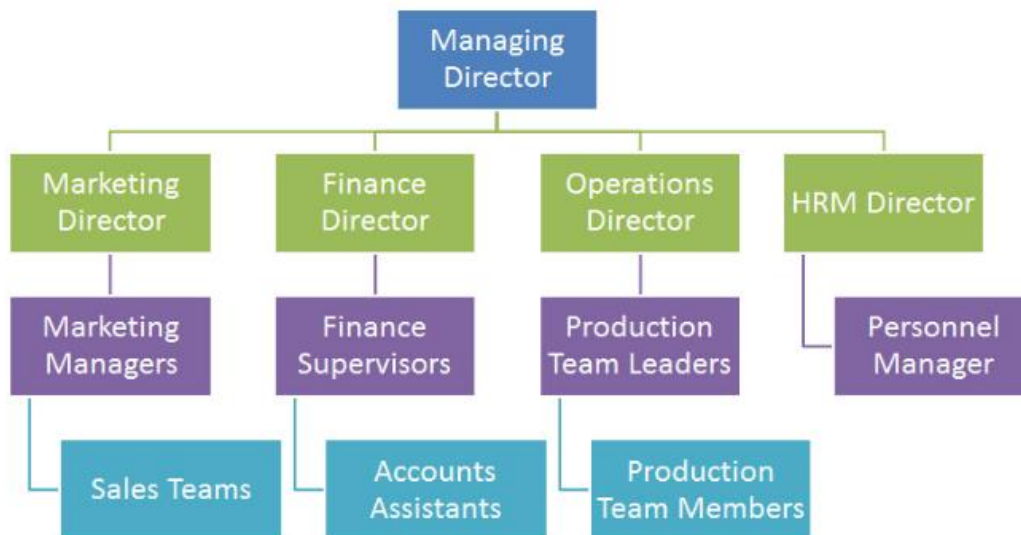 Managing
Director
Marketing
Director
Finance
Director
Operations
Director
HRM Director
Marketing
Managers
Finance
Supervisors
Production
Team Leaders
Personnel
Manager
Sales Teams
Accounts
Assistants
Production
Team Members